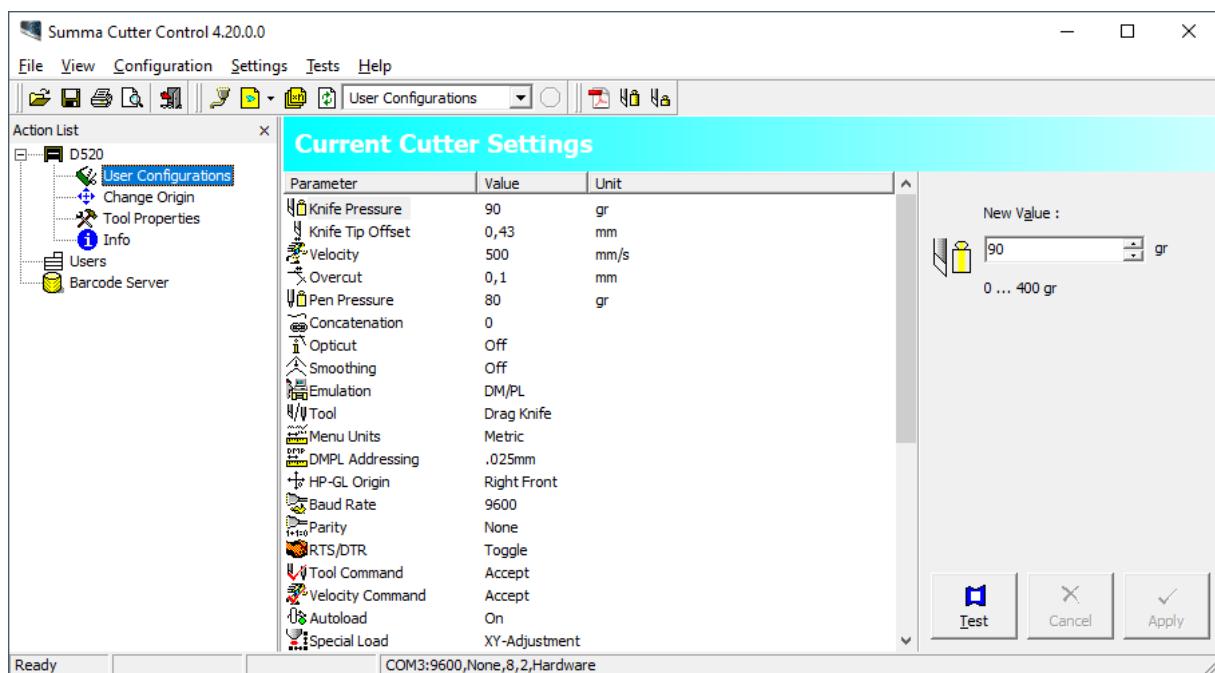 Summa Cutter Control 4.20.0.0
File View Configuration Settings Tests Help
User Configurations
Action List
D520
User Configurations
Change Origin
Tool Properties
Info
Users
Barcode Server
Current Cutter Settings
Parameter Value Unit
Knife Pressure 90 gr
Knife Tip Offset 0,43 mm
Velocity 500 mm/s
Overcut 0,1 mm
Pen Pressure 80 gr
Concatenation 0
Opticut Off
Smoothing Off
Emulation DM/PL
Tool Drag Knife
Menu Units Metric
DMPL Addressing .025mm
HP-GL Origin Right Front
Baud Rate 9600
Parity None
RTS/DTR Toggle
Tool Command Accept
Velocity Command Accept
Autoload On
Special Load XY-Adjustment
New Value :
90 gr
0 ... 400 gr
Test Cancel Apply
Ready COM3:9600,None,8,2,Hardware